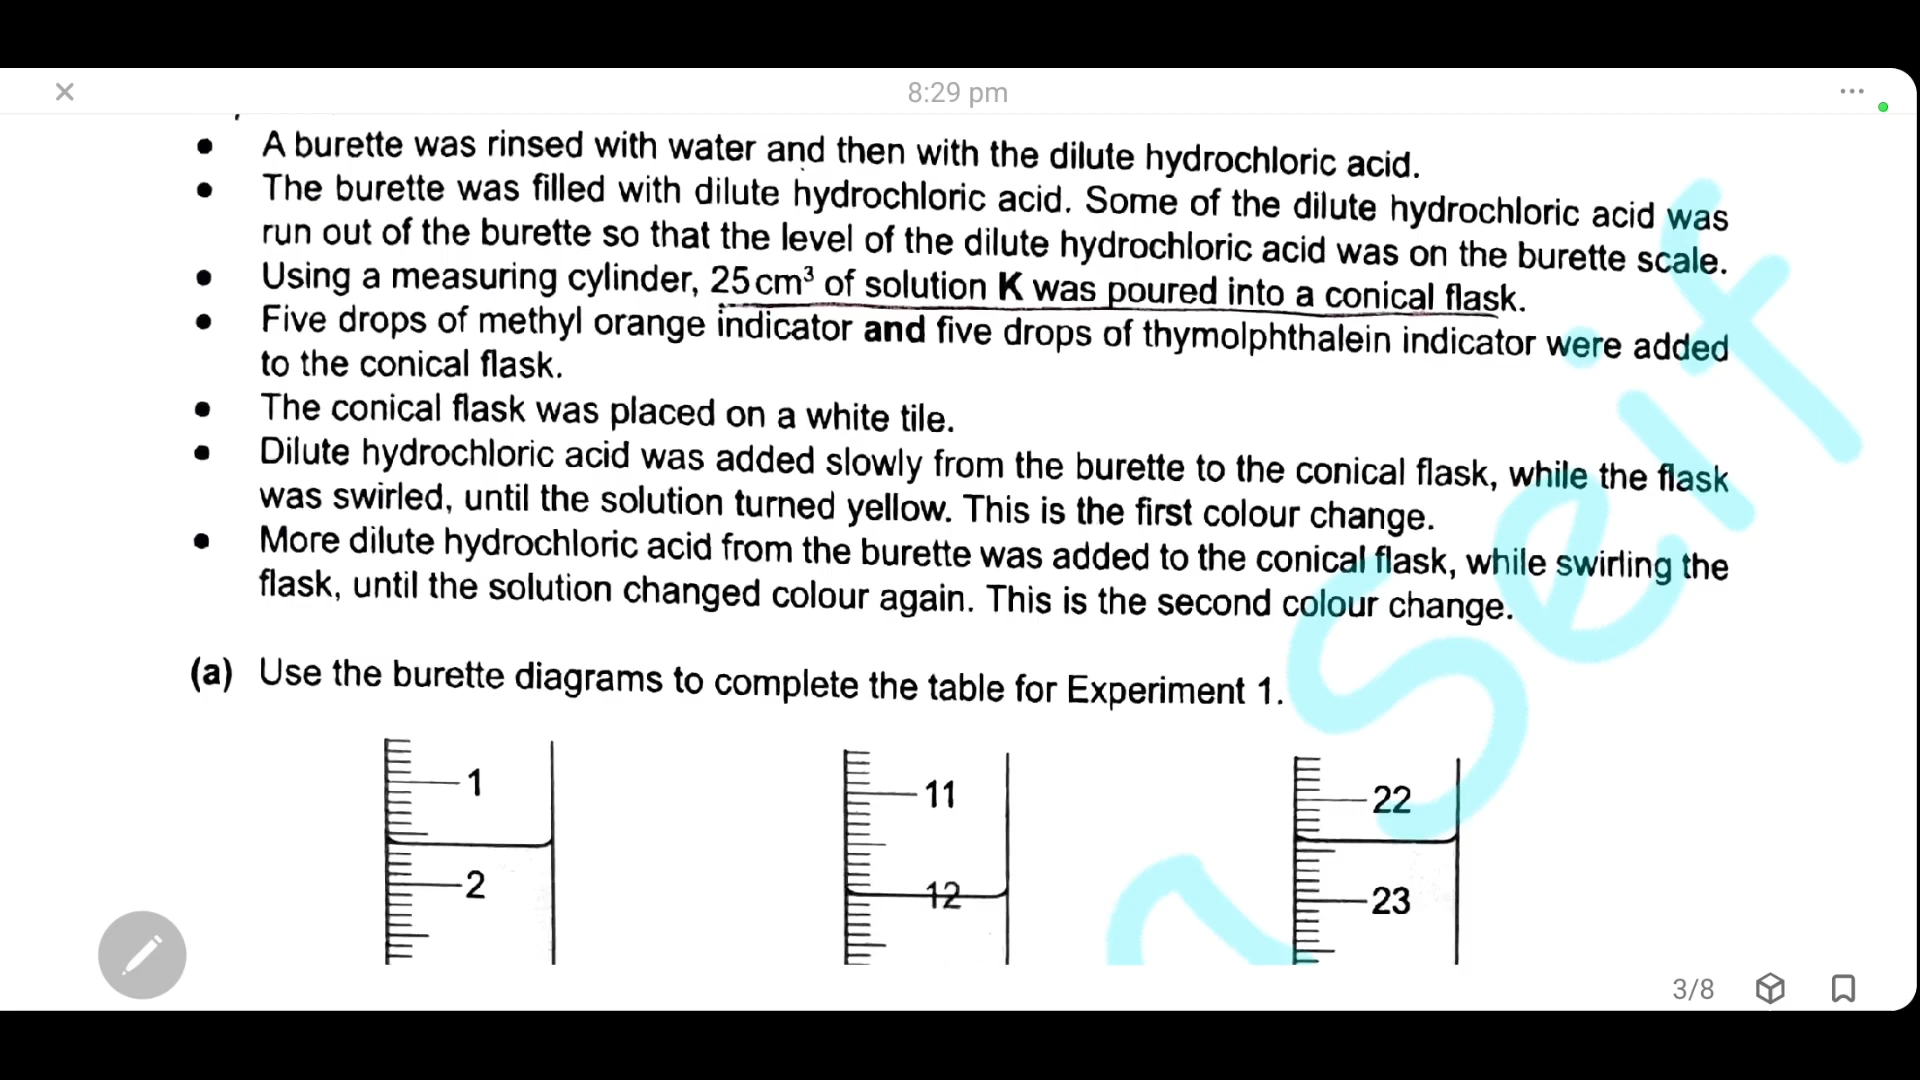 8:29 pm
• A burette was rinsed with water and then with the dilute hydrochloric acid.
• The burette was filled with dilute hydrochloric acid. Some of the dilute hydrochloric acid was
run out of the burette so that the level of the dilute hydrochloric acid was on the burette scale.
• Using a measuring cylinder, 25 cm³ of solution K was poured into a conical flask.
• Five drops of methyl orange indicator and five drops of thymolphthalein indicator were added
to the conical flask.
• The conical flask was placed on a white tile.
• Dilute hydrochloric acid was added slowly from the burette to the conical flask, while the flask
was swirled, until the solution turned yellow. This is the first colour change.
• More dilute hydrochloric acid from the burette was added to the conical flask, while swirling the
flask, until the solution changed colour again. This is the second colour change.
(a) Use the burette diagrams to complete the table for Experiment 1.
1 11 22
2 12 23
Seif
3/8